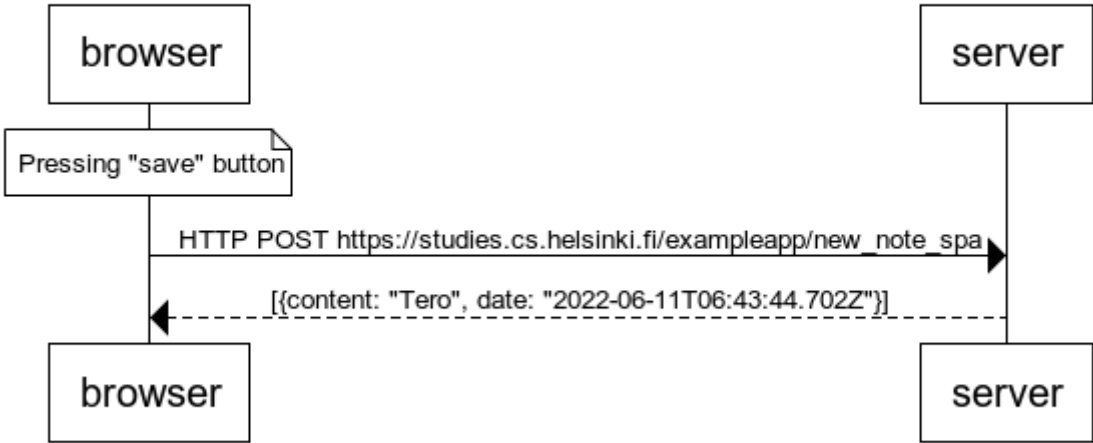 browser
server
Pressing "save" button
HTTP POST https://studies.cs.helsinki.fi/exampleapp/new_note_spa
[{content: "Tero", date: "2022-06-11T06:43:44.702Z"}]
browser
server